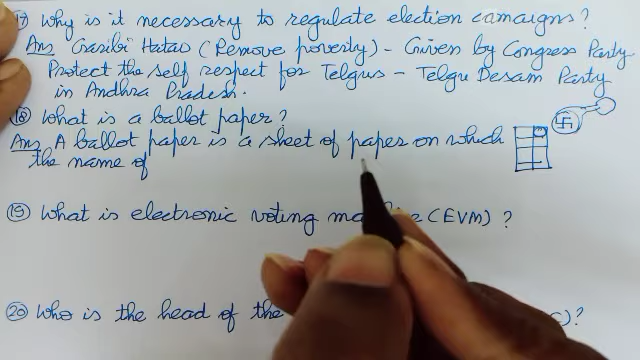 17 Why is it necessary to regulate election camaigns?
Ans Garibi Hatao (Remove poverty) - Given by Congress Party
Protect the self respect for Telgus - Telgu Desam Party
in Andhra Pradesh.
18 What is a ballot paper?
Ans A ballot paper is a sheet of paper on which
the name of
19 What is electronic voting (EVM) ?
20 Who is the head of the ?